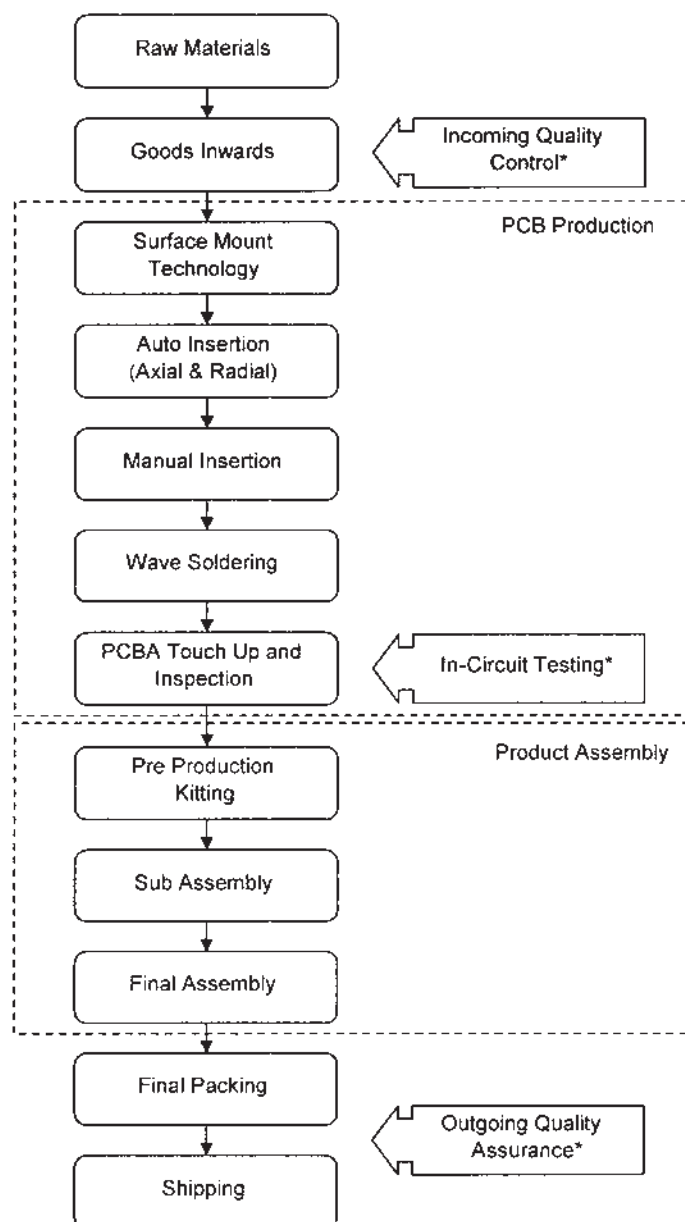 Raw Materials
Goods Inwards
Incoming Quality
Control*
PCB Production
Surface Mount
Technology
Auto Insertion
(Axial & Radial)
Manual Insertion
Wave Soldering
PCBA Touch Up and
Inspection
In-Circuit Testing*
Product Assembly
Pre Production
Kitting
Sub Assembly
Final Assembly
Final Packing
Outgoing Quality
Assurance*
Shipping